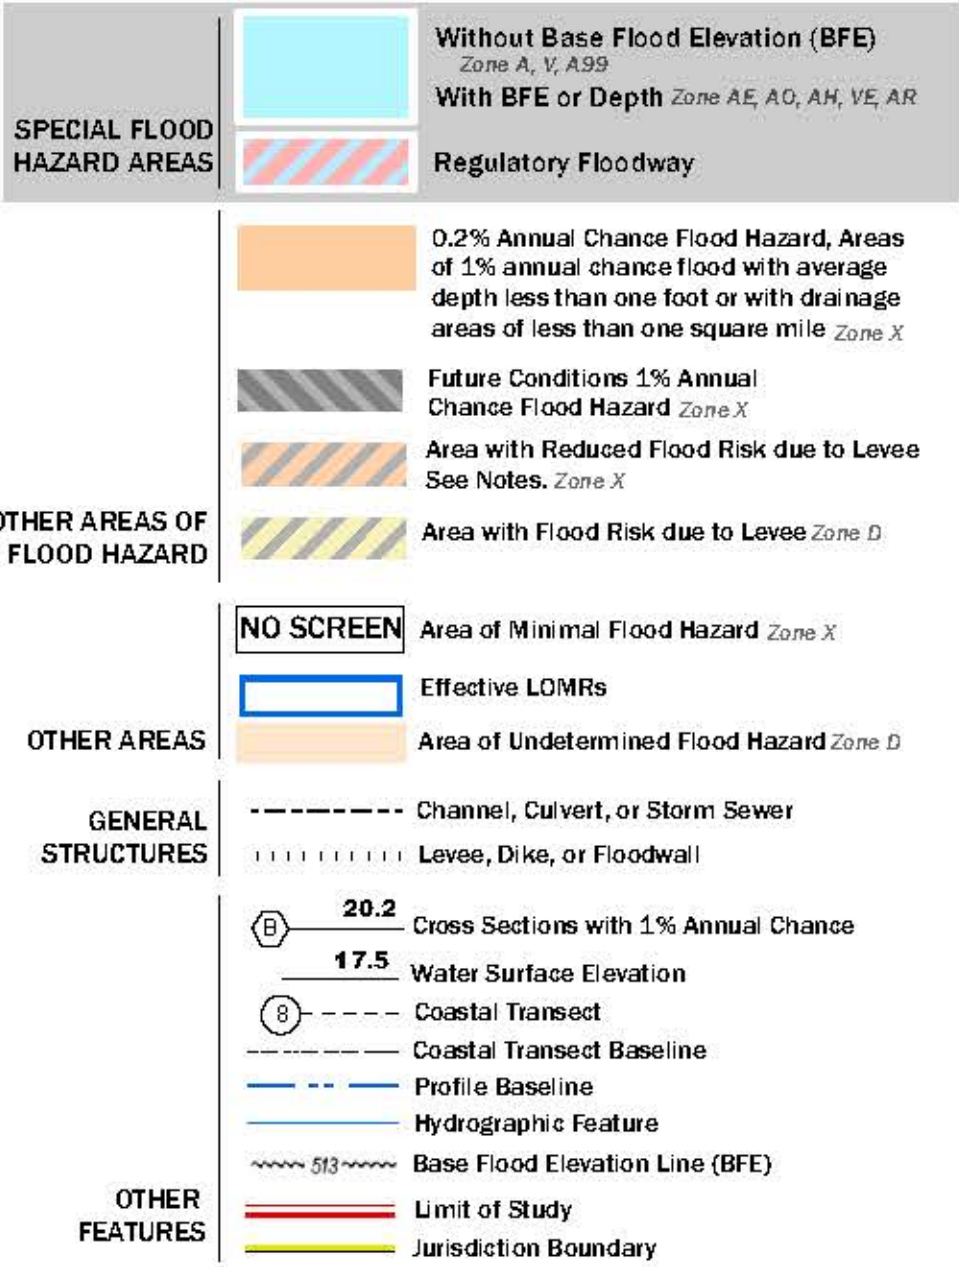 SPECIAL FLOOD
HAZARD AREAS
Without Base Flood Elevation (BFE)
Zone A, V, A99
With BFE or Depth Zone AE, AO, AH, VE, AR
Regulatory Floodway
OTHER AREAS OF
FLOOD HAZARD
0.2% Annual Chance Flood Hazard, Areas
of 1% annual chance flood with average
depth less than one foot or with drainage
areas of less than one square mile Zone X
Future Conditions 1% Annual
Chance Flood Hazard Zone X
Area with Reduced Flood Risk due to Levee
See Notes. Zone X
Area with Flood Risk due to Levee Zone D
OTHER AREAS
NO SCREEN Area of Minimal Flood Hazard Zone X
Effective LOMRs
Area of Undetermined Flood Hazard Zone D
GENERAL
STRUCTURES
Channel, Culvert, or Storm Sewer
Levee, Dike, or Floodwall
OTHER
FEATURES
B 20.2 Cross Sections with 1% Annual Chance
17.5 Water Surface Elevation
8 Coastal Transect
Coastal Transect Baseline
Profile Baseline
Hydrographic Feature
513 Base Flood Elevation Line (BFE)
Limit of Study
Jurisdiction Boundary